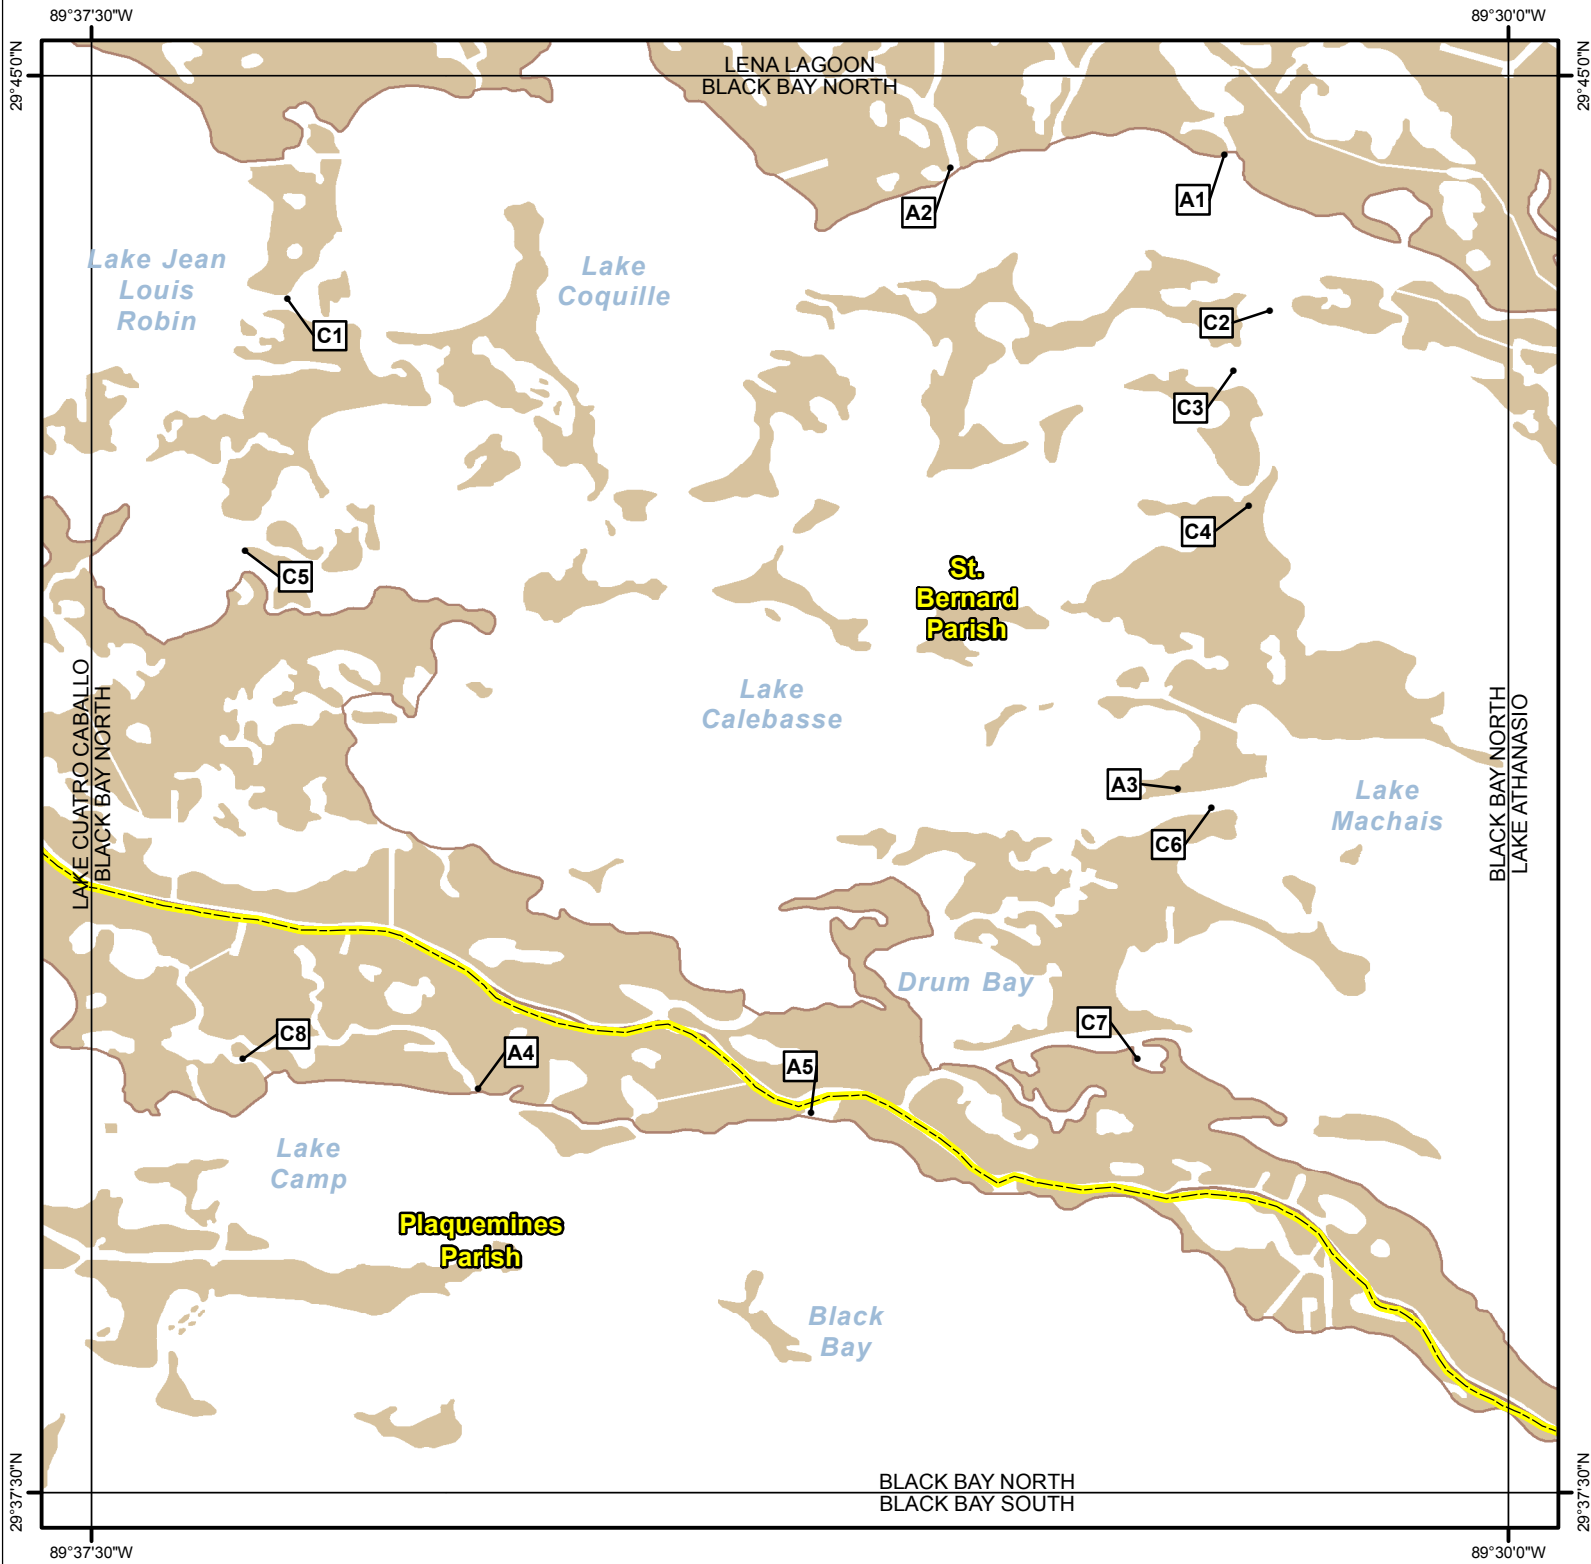 89°37'30"W
89°30'0"W
29°45'0"N
29°45'0"N
LENA LAGOON
BLACK BAY NORTH
A2
A1
Lake Jean
Louis
Robin
Lake
Coquille
C1
C2
C3
C4
C5
St.
Bernard
Parish
LAKE CUATRO CABALLO
BLACK BAY NORTH
Lake
Calebasse
BLACK BAY NORTH
LAKE ATHANASIO
A3
Lake
Machais
C6
Drum Bay
C7
C8
A4
A5
Lake
Camp
Plaquemines
Parish
Black
Bay
29°37'30"N
29°37'30"N
BLACK BAY NORTH
BLACK BAY SOUTH
89°37'30"W
89°30'0"W